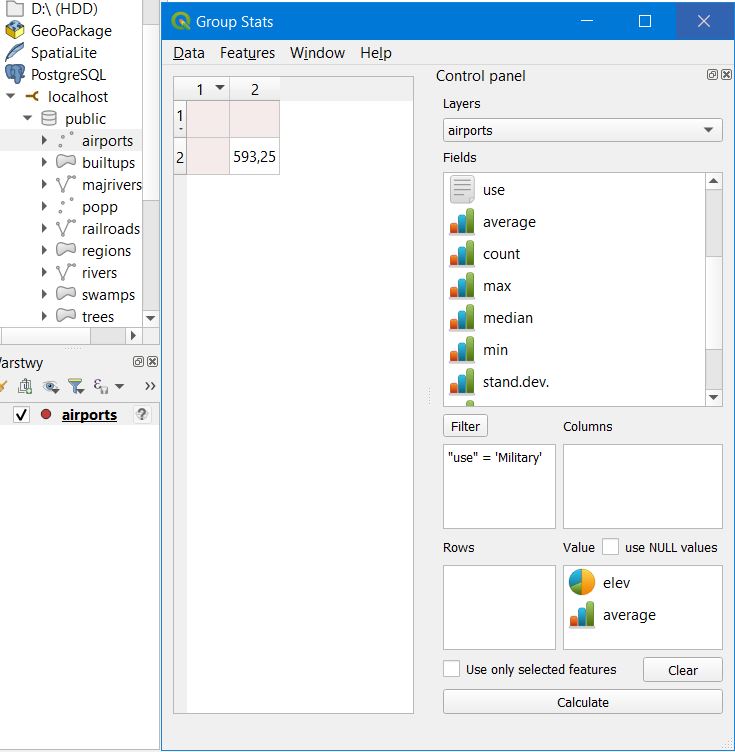 D:\ (HDD)
GeoPackage
SpatiaLite
PostgreSQL
localhost
public
airports
builtups
majrivers
popp
railroads
regions
rivers
swamps
trees
arstwy
airports
?
Group Stats
Data Features Window Help
1 2
1
2 593,25
Control panel
Layers
airports
Fields
use
average
count
max
median
min
stand.dev.
Filter Columns
"use" = 'Military'
Rows Value use NULL values
elev
average
Use only selected features Clear
Calculate